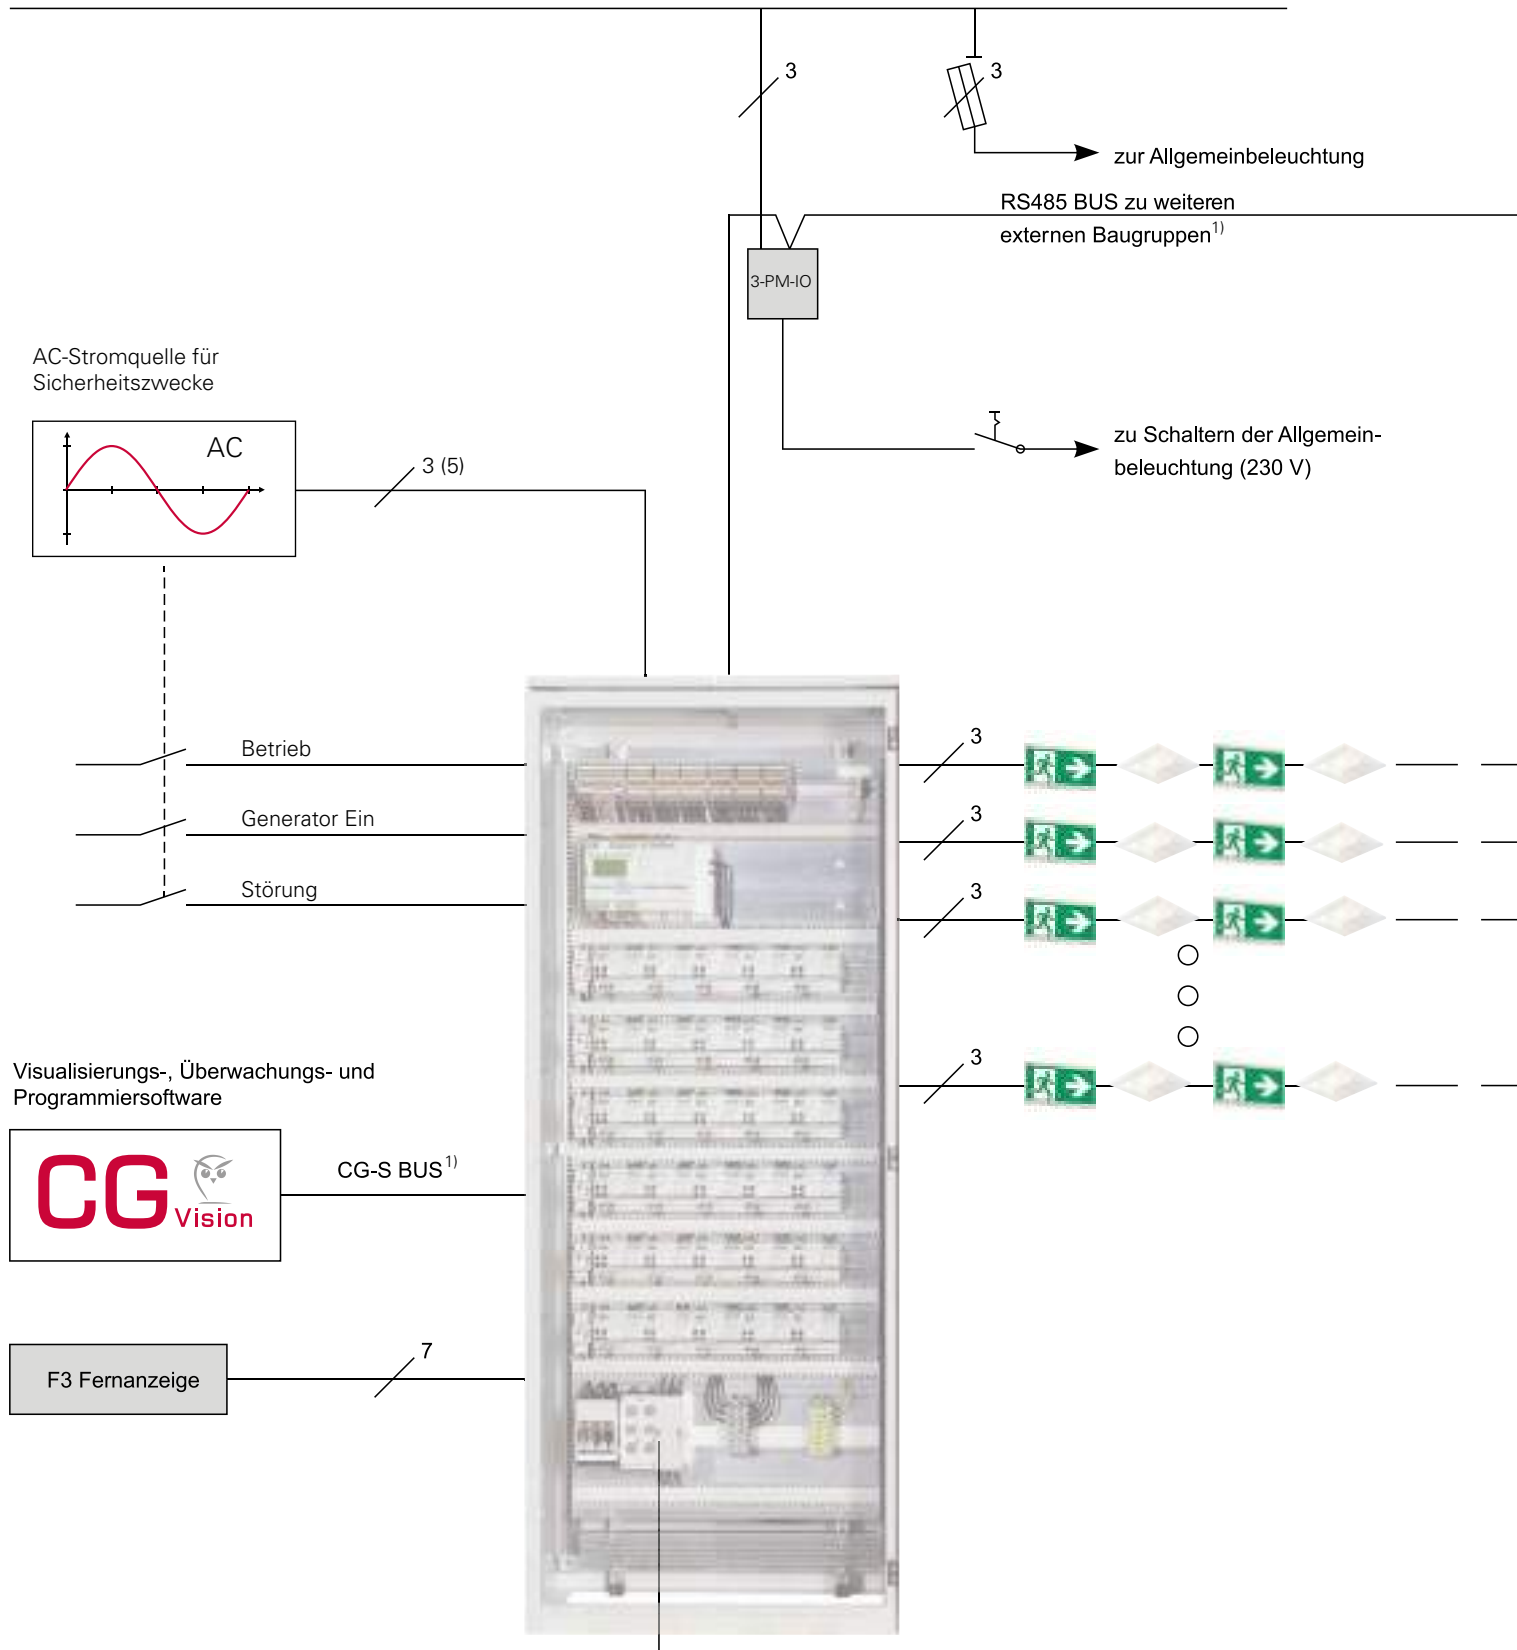 3
3
zur Allgemeinbeleuchtung
RS485 BUS zu weiteren
externen Baugruppen1)
3-PM-IO
AC-Stromquelle für
Sicherheitszwecke
AC
3 (5)
zu Schaltern der Allgemein-
beleuchtung (230 V)
Betrieb
3
Generator Ein
3
Störung
3
3
Visualisierungs-, Überwachungs- und
Programmiersoftware
CG
Vision
CG-S BUS1)
F3 Fernanzeige
7